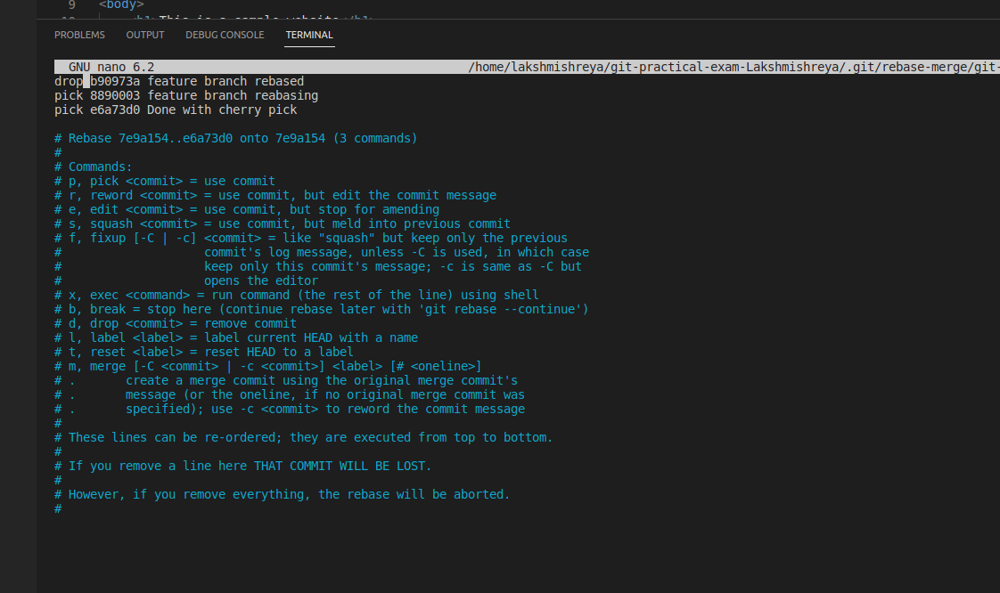 9 <body>
10 <h1>This is a sample website.</h1>
PROBLEMS OUTPUT DEBUG CONSOLE TERMINAL
GNU nano 6.2 /home/lakshmishreya/git-practical-exam-Lakshmishreya/.git/rebase-merge/git-
drop b90973a feature branch rebased
pick 8890003 feature branch reabasing
pick e6a73d0 Done with cherry pick
# Rebase 7e9a154..e6a73d0 onto 7e9a154 (3 commands)
#
# Commands:
# p, pick <commit> = use commit
# r, reword <commit> = use commit, but edit the commit message
# e, edit <commit> = use commit, but stop for amending
# s, squash <commit> = use commit, but meld into previous commit
# f, fixup [-C | -c] <commit> = like "squash" but keep only the previous
# commit's log message, unless -C is used, in which case
# keep only this commit's message; -c is same as -C but
# opens the editor
# x, exec <command> = run command (the rest of the line) using shell
# b, break = stop here (continue rebase later with 'git rebase --continue')
# d, drop <commit> = remove commit
# l, label <label> = label current HEAD with a name
# t, reset <label> = reset HEAD to a label
# m, merge [-C <commit> | -c <commit>] <label> [# <oneline>]
# . create a merge commit using the original merge commit's
# . message (or the oneline, if no original merge commit was
# . specified); use -c <commit> to reword the commit message
#
# These lines can be re-ordered; they are executed from top to bottom.
#
# If you remove a line here THAT COMMIT WILL BE LOST.
#
# However, if you remove everything, the rebase will be aborted.
#